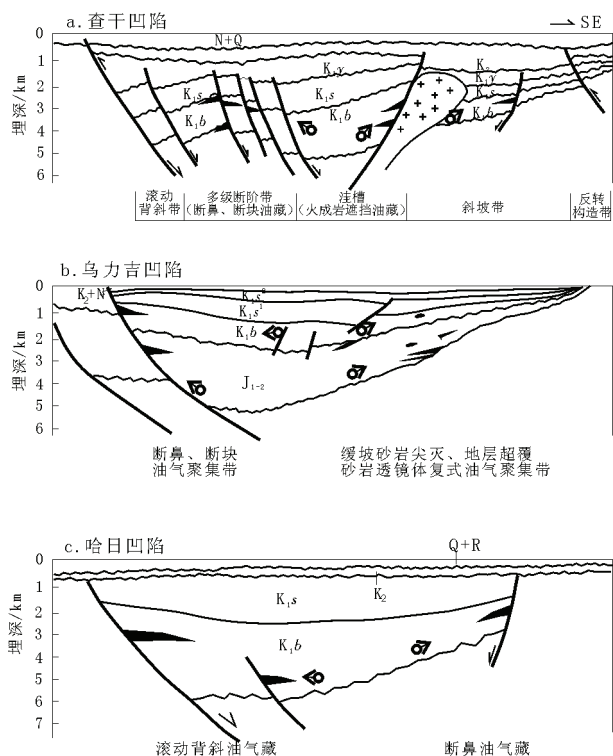 a.查干凹陷
SE
N+Q
K₁y
K₂
K₁y
K₁s
K₁s
K₁s
K₁b
K₁b
K₁b
埋深/km
0
1
2
3
4
5
6
滚动
背斜带
多级断阶带
(断鼻、断块油藏)
洼槽
(火成岩遮挡油藏)
斜坡带
反转
构造带
b.乌力吉凹陷
K₂+N
K₁s²
K₁s¹
K₁b
J₁₋₂
埋深/km
0
1
2
3
4
5
6
断鼻、断块
油气聚集带
缓坡砂岩尖灭、地层超覆
砂岩透镜体复式油气聚集带
c.哈日凹陷
Q+R
K₂
K₁s
K₁b
埋深/km
0
1
2
3
4
5
6
7
滚动背斜油气藏
断鼻油气藏